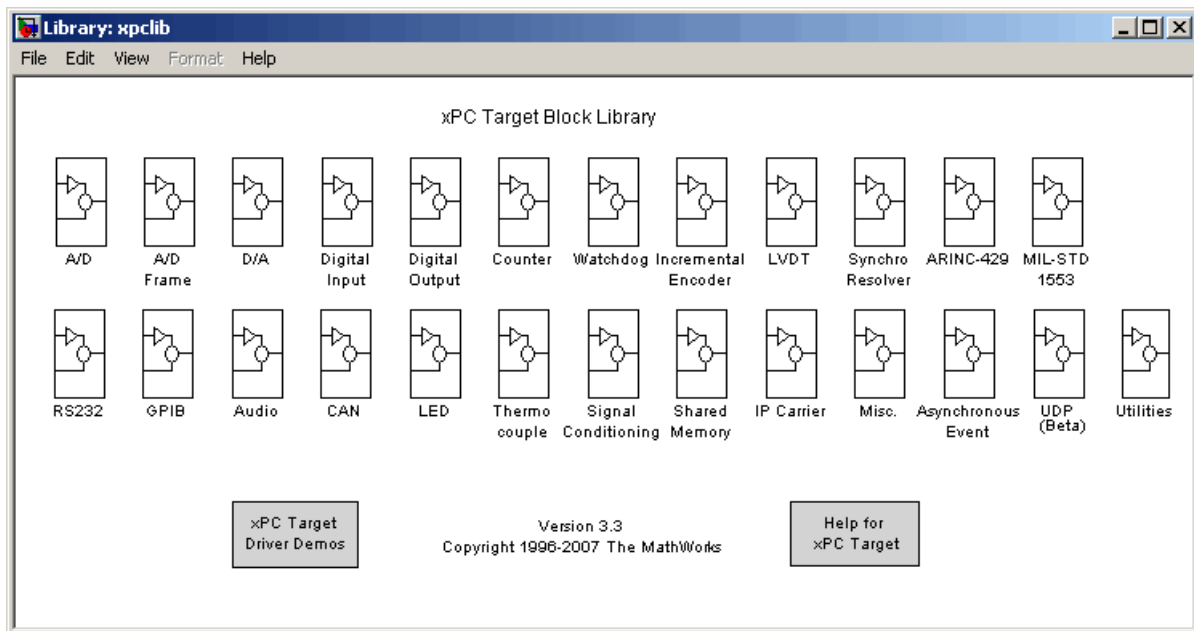 Library: xpclib
File Edit View Format Help
xPC Target Block Library
A/D A/D D/A Digital Digital Counter Watchdog Incremental LVDT Synchro ARINC-429 MIL-STD
Frame Input Output Encoder Resolver 1553
RS232 GPIB Audio CAN LED Thermo Signal Shared IP Carrier Misc. Asynchronous UDP Utilities
couple Conditioning Memory Event (Beta)
xPC Target Version 3.3 Help for
Driver Demos Copyright 1996-2007 The MathWorks xPC Target